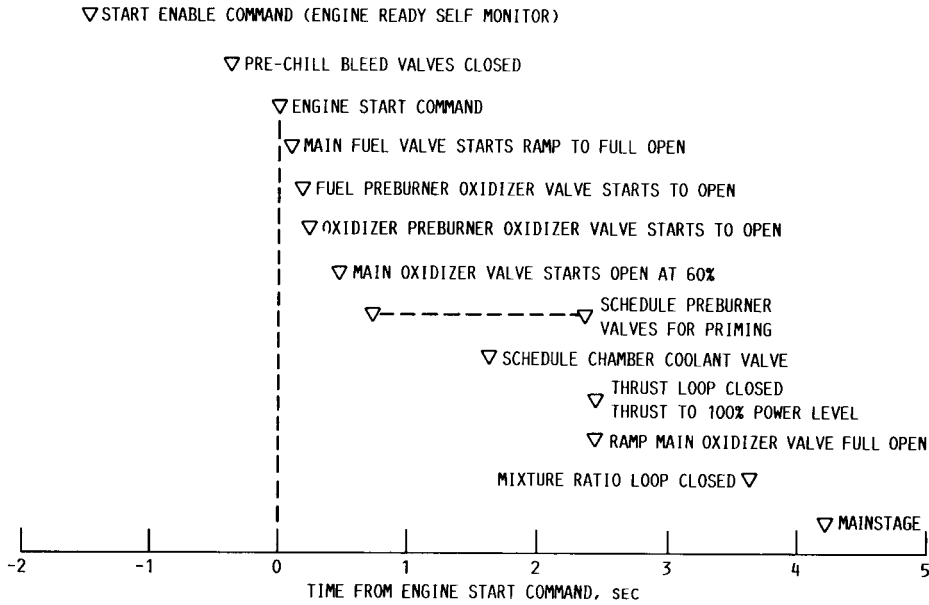 START ENABLE COMMAND (ENGINE READY SELF MONITOR)
PRE-CHILL BLEED VALVES CLOSED
ENGINE START COMMAND
MAIN FUEL VALVE STARTS RAMP TO FULL OPEN
FUEL PREBURNER OXIDIZER VALVE STARTS TO OPEN
OXIDIZER PREBURNER OXIDIZER VALVE STARTS TO OPEN
MAIN OXIDIZER VALVE STARTS OPEN AT 60%
SCHEDULE PREBURNER
VALVES FOR PRIMING
SCHEDULE CHAMBER COOLANT VALVE
THRUST LOOP CLOSED
THRUST TO 100% POWER LEVEL
RAMP MAIN OXIDIZER VALVE FULL OPEN
MIXTURE RATIO LOOP CLOSED
MAINSTAGE
-2 -1 0 1 2 3 4 5
TIME FROM ENGINE START COMMAND, SEC